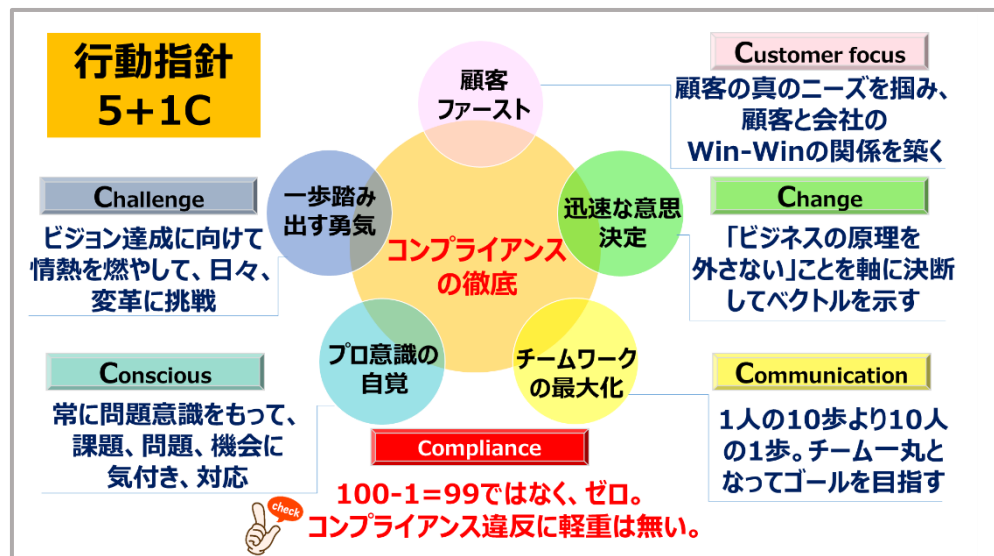 行動指針
5+1C
顧客
ファースト
Customer focus
顧客の真のニーズを掴み、
顧客と会社の
Win-Winの関係を築く
Challenge
ビジョン達成に向けて
情熱を燃やして、日々、
変革に挑戦
一歩踏み
出す勇気
コンプライアンス
の徹底
迅速な意思
決定
Change
「ビジネスの原理を
外さない」ことを軸に決断
してベクトルを示す
Conscious
常に問題意識をもって、
課題、問題、機会に
気付き、対応
プロ意識の
自覚
チームワーク
の最大化
Communication
1人の10歩より10人
の1歩。チーム一丸と
なってゴールを目指す
Compliance
100-1=99ではなく、ゼロ。
コンプライアンス違反に軽重は無い。
check